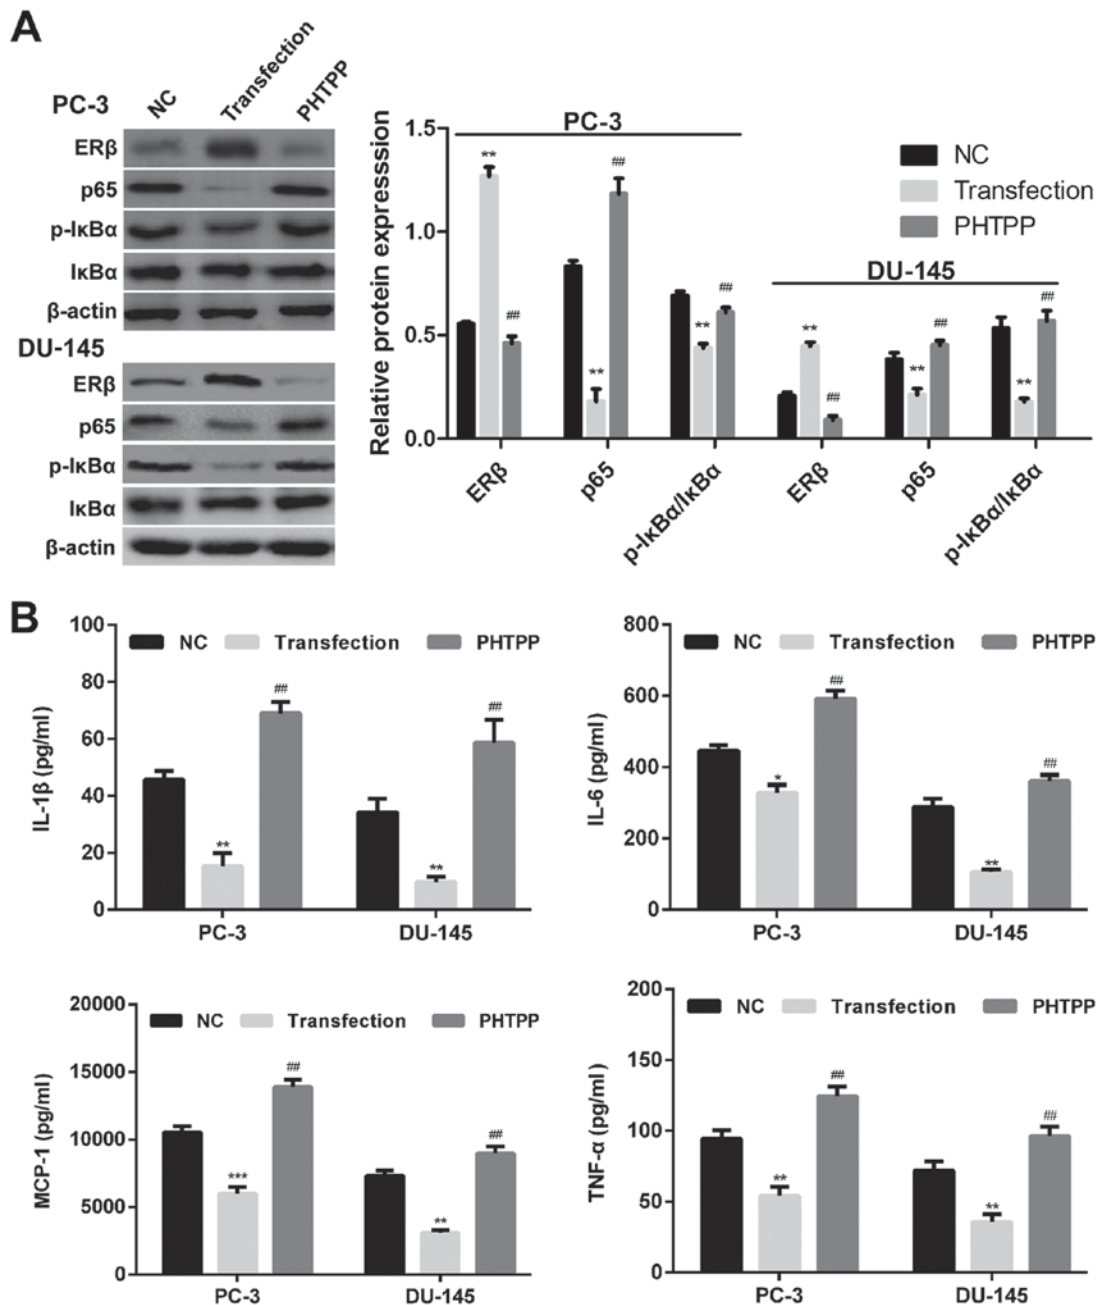 A
PC-3
NC
Transfection
PHTPP
ERβ
p65
p-IκBα
IκBα
β-actin
DU-145
ERβ
p65
p-IκBα
IκBα
β-actin
Relative protein expresssion
1.5
1.0
0.5
0.0
PC-3
DU-145
NC
Transfection
PHTPP
** ##
** ##
** ##
** ##
** ##
** ##
ERβ
p65
p-IκBα/IκBα
ERβ
p65
p-IκBα/IκBα
B
IL-1β (pg/ml)
100
80
60
40
20
0
NC Transfection PHTPP
** ##
** ##
PC-3 DU-145
IL-6 (pg/ml)
800
600
400
200
0
NC Transfection PHTPP
* ##
** ##
PC-3 DU-145
MCP-1 (pg/ml)
20000
15000
10000
5000
0
NC Transfection PHTPP
*** ##
** ##
PC-3 DU-145
TNF-α (pg/ml)
200
150
100
50
0
NC Transfection PHTPP
** ##
** ##
PC-3 DU-145